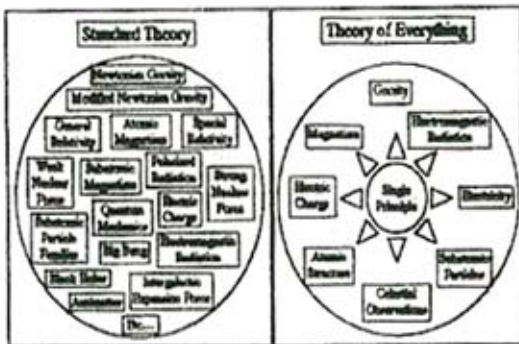 Standard Theory
Newtonian Gravity
Modified Newtonian Gravity
General
Relativity
Atomic
Magnetism
Special
Relativity
Weak
Nuclear
Force
Subatomic
Magnetism
Polarized
Radiation
Strong
Nuclear
Force
Quantum
Mechanics
Electric
Charge
Subatomic
Particle
Families
Big Bang
Electromagnetic
Radiation
Black Holes
Antimatter
Intergalactic
Expansion Force
Etc...
Theory of Everything
Gravity
Magnetism
Electromagnetic
Radiation
Electric
Charge
Single
Principle
Electricity
Atomic
Structure
Subatomic
Particles
Celestial
Observations